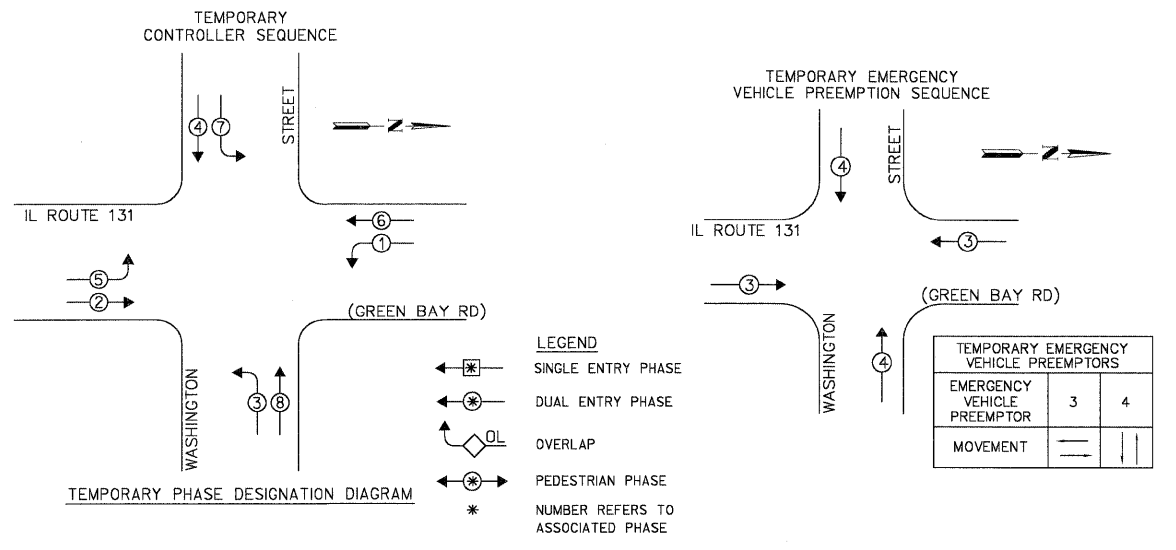 TEMPORARY
CONTROLLER SEQUENCE
4
7
STREET
N
IL ROUTE 131
6
1
5
2
(GREEN BAY RD)
WASHINGTON
3
8
TEMPORARY PHASE DESIGNATION DIAGRAM
LEGEND
* SINGLE ENTRY PHASE
* DUAL ENTRY PHASE
OL OVERLAP
* PEDESTRIAN PHASE
* NUMBER REFERS TO
ASSOCIATED PHASE
TEMPORARY EMERGENCY
VEHICLE PREEMPTION SEQUENCE
4
STREET
N
IL ROUTE 131
3
3
(GREEN BAY RD)
WASHINGTON
4
TEMPORARY EMERGENCY
VEHICLE PREEMPTORS
EMERGENCY
VEHICLE
PREEMPTOR
3
4
MOVEMENT